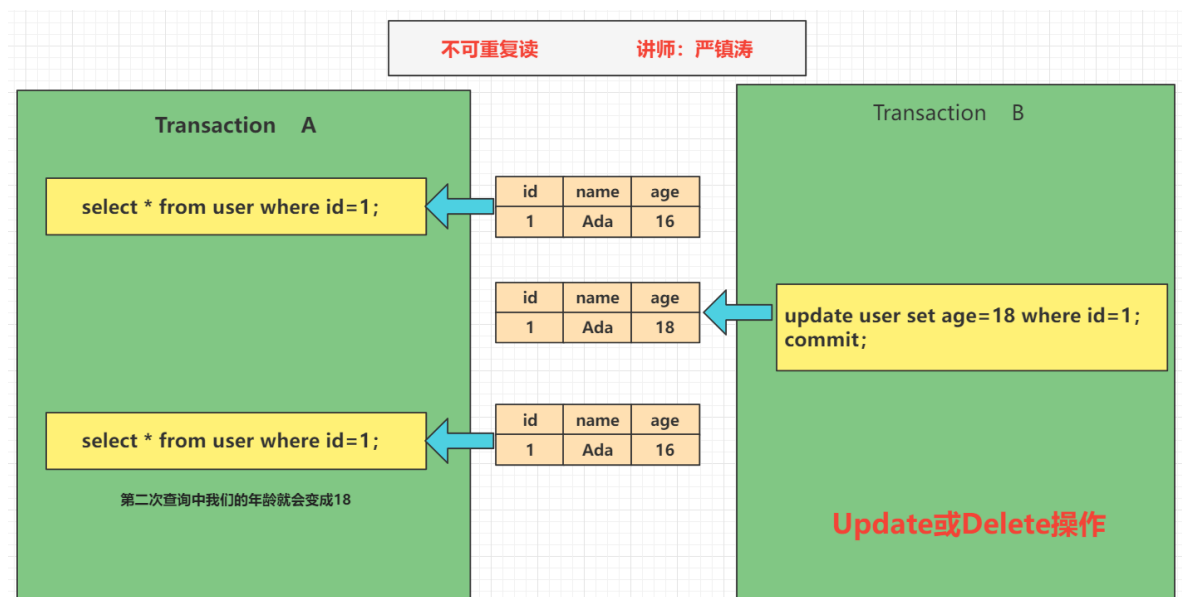 不可重复读 讲师：严镇涛
Transaction A
Transaction B
select * from user where id=1;
id name age
1 Ada 16
id name age
1 Ada 18
update user set age=18 where id=1;
commit;
select * from user where id=1;
id name age
1 Ada 16
第二次查询中我们的年龄就会变成18
Update或Delete操作